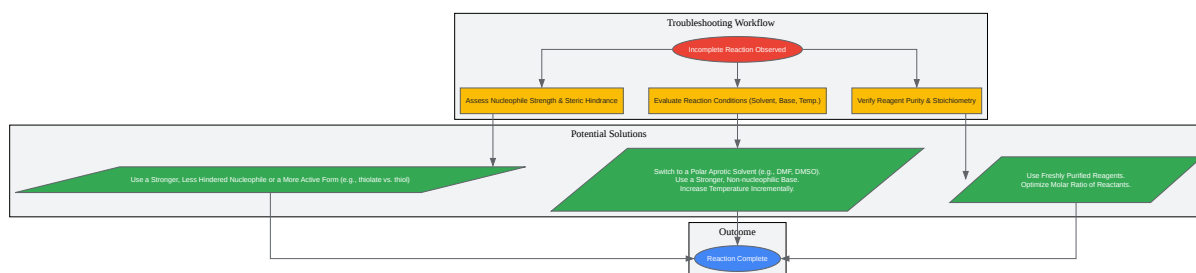 Troubleshooting Workflow
Incomplete Reaction Observed
Assess Nucleophile Strength & Steric Hindrance
Evaluate Reaction Conditions (Solvent, Base, Temp.)
Verify Reagent Purity & Stoichiometry
Potential Solutions
Use a Stronger, Less Hindered Nucleophile or a More Active Form (e.g., thiolate vs. thiol)
Switch to a Polar Aprotic Solvent (e.g., DMF, DMSO).
Use a Stronger, Non-nucleophilic Base.
Increase Temperature Incrementally.
Use Freshly Purified Reagents.
Optimize Molar Ratio of Reactants.
Outcome
Reaction Complete